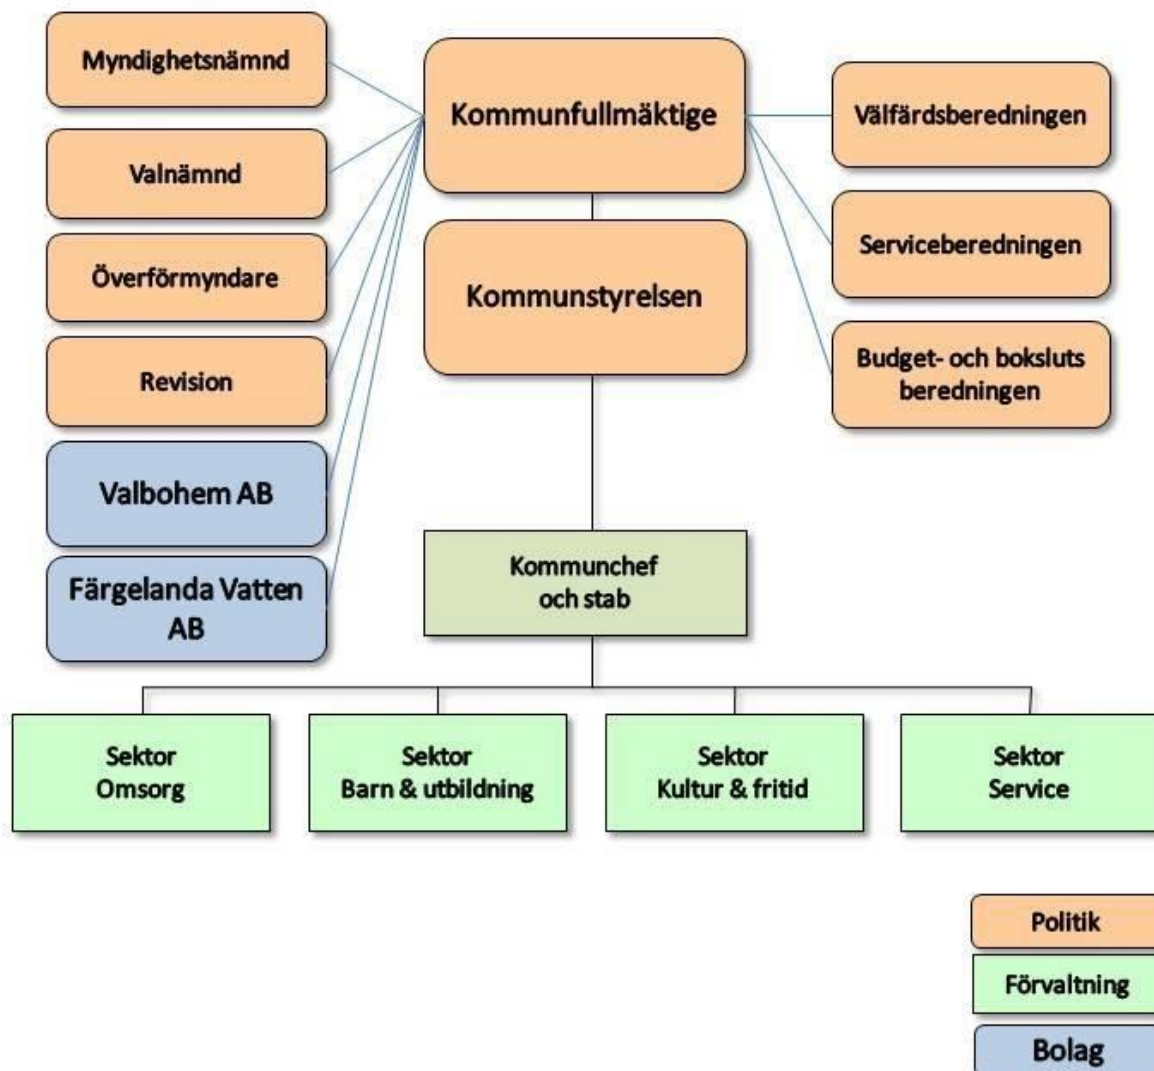 Myndighetsnämnd
Valnämnd
Överförmyndare
Revision
Valbohem AB
Färgelanda Vatten
AB
Kommunfullmäktige
Kommunstyrelsen
Välfärdsberedningen
Serviceberedningen
Budget- och boksluts
beredningen
Kommunchef
och stab
Sektor
Omsorg
Sektor
Barn & utbildning
Sektor
Kultur & fritid
Sektor
Service
Politik
Förvaltning
Bolag